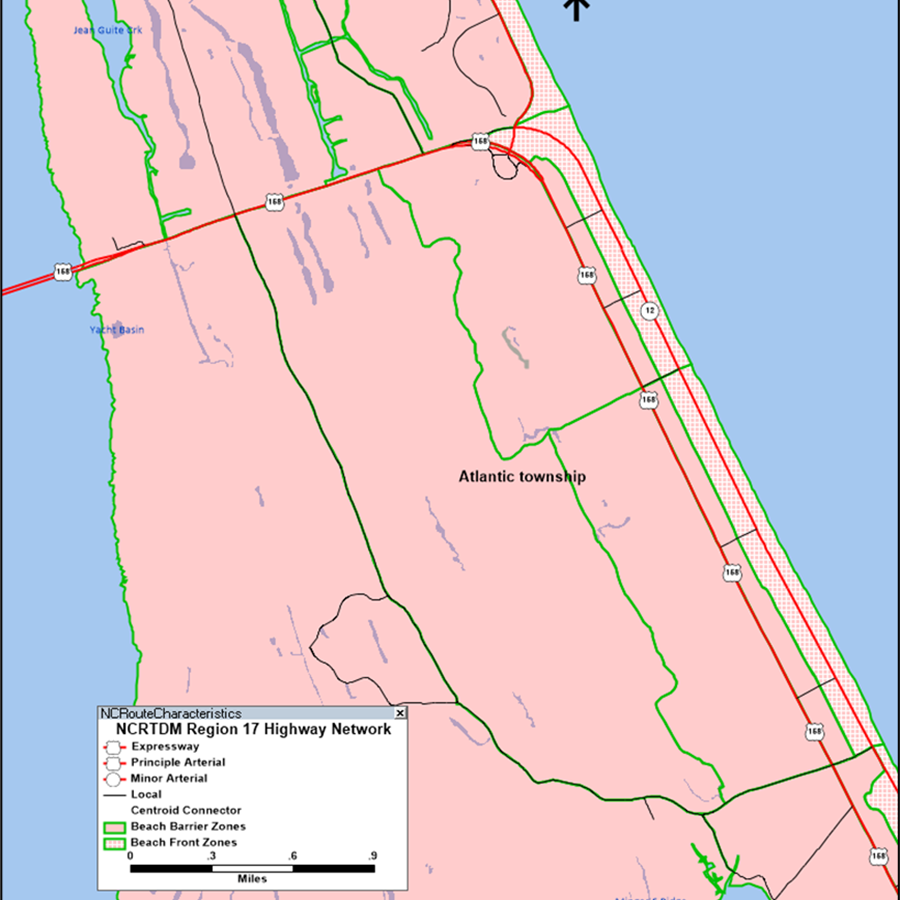 Jean Guite Crk
168
168
168
168
12
Yacht Basin
168
Atlantic township
168
168
168
NCRouteCharacteristics
NCRTDM Region 17 Highway Network
Expressway
Principle Arterial
Minor Arterial
Local
Centroid Connector
Beach Barrier Zones
Beach Front Zones
0 .3 .6 .9
Miles